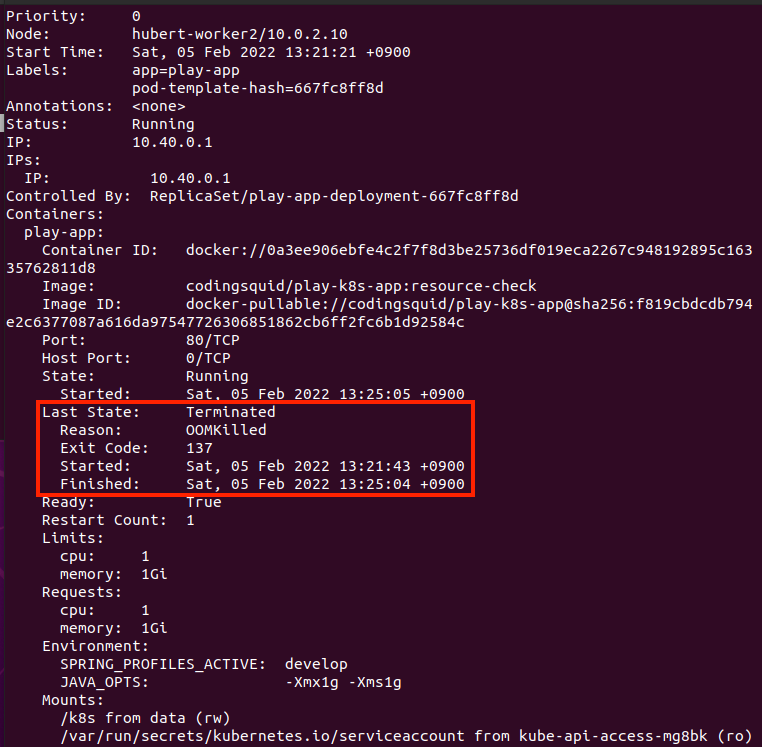 Priority:     0
Node:         hubert-worker2/10.0.2.10
Start Time:   Sat, 05 Feb 2022 13:21:21 +0900
Labels:       app=play-app
              pod-template-hash=667fc8ff8d
Annotations:  <none>
Status:       Running
IP:           10.40.0.1
IPs:
  IP:           10.40.0.1
Controlled By:  ReplicaSet/play-app-deployment-667fc8ff8d
Containers:
  play-app:
    Container ID:   docker://0a3ee906ebfe4c2f7f8d3be25736df019eca2267c948192895c163
35762811d8
    Image:          codingsquid/play-k8s-app:resource-check
    Image ID:       docker-pullable://codingsquid/play-k8s-app@sha256:f819cbdcdb794
e2c6377087a616da97547726306851862cb6ff2fc6b1d92584c
    Port:           80/TCP
    Host Port:      0/TCP
    State:          Running
      Started:      Sat, 05 Feb 2022 13:25:05 +0900
    Last State:     Terminated
      Reason:       OOMKilled
      Exit Code:    137
      Started:      Sat, 05 Feb 2022 13:21:43 +0900
      Finished:     Sat, 05 Feb 2022 13:25:04 +0900
    Ready:          True
    Restart Count:  1
    Limits:
      cpu:     1
      memory:  1Gi
    Requests:
      cpu:     1
      memory:  1Gi
    Environment:
      SPRING_PROFILES_ACTIVE:  develop
      JAVA_OPTS:               -Xmx1g -Xms1g
    Mounts:
      /k8s from data (rw)
      /var/run/secrets/kubernetes.io/serviceaccount from kube-api-access-mg8bk (ro)